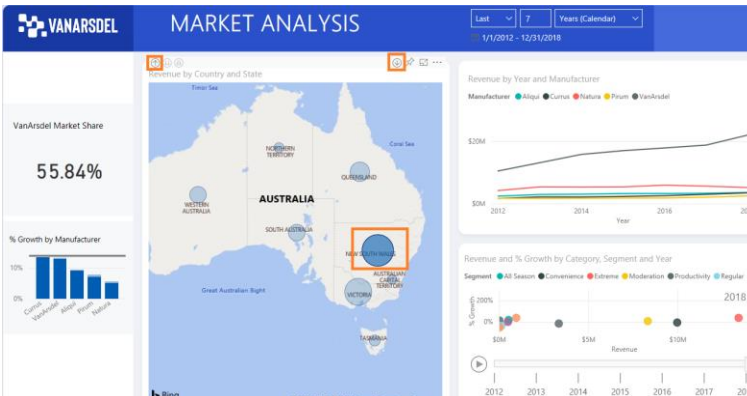 VANARSDEL
MARKET ANALYSIS
Last
7
Years (Calendar)
1/1/2012 - 12/31/2018
VanArsdel Market Share
55.84%
% Growth by Manufacturer
10%
0%
Currus
VanArsdel
Aliqui
Pirum
Natura
Revenue by Country and State
Timor Sea
NORTHERN
TERRITORY
Coral Sea
QUEENSLAND
WESTERN
AUSTRALIA
AUSTRALIA
SOUTH AUSTRALIA
NEW SOUTH WALES
AUSTRALIAN
CAPITAL
TERRITORY
Great Australian Bight
VICTORIA
TASMANIA
Bing
Revenue by Year and Manufacturer
Manufacturer Aliqui Currus Natura Pirum VanArsdel
$20M
$0M
2012 2014 2016
Year
Revenue and % Growth by Category, Segment and Year
Segment All Season Convenience Extreme Moderation Productivity Regular
2018
% Growth
200%
0%
$0M $5M $10M
Revenue
2012 2013 2014 2015 2016 2017